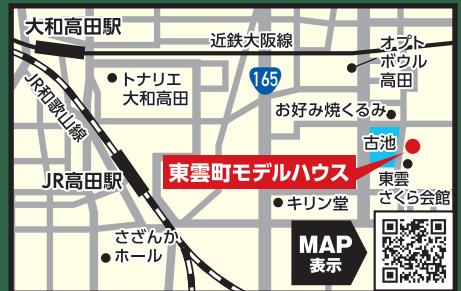 大和高田駅
近鉄大阪線
オプト
ボウル
高田
トナリエ
大和高田
165
お好み焼くるみ
JR和歌山線
古池
東雲町モデルハウス
JR高田駅
東雲
さくら会館
キリン堂
さざんか
ホール
MAP
表示